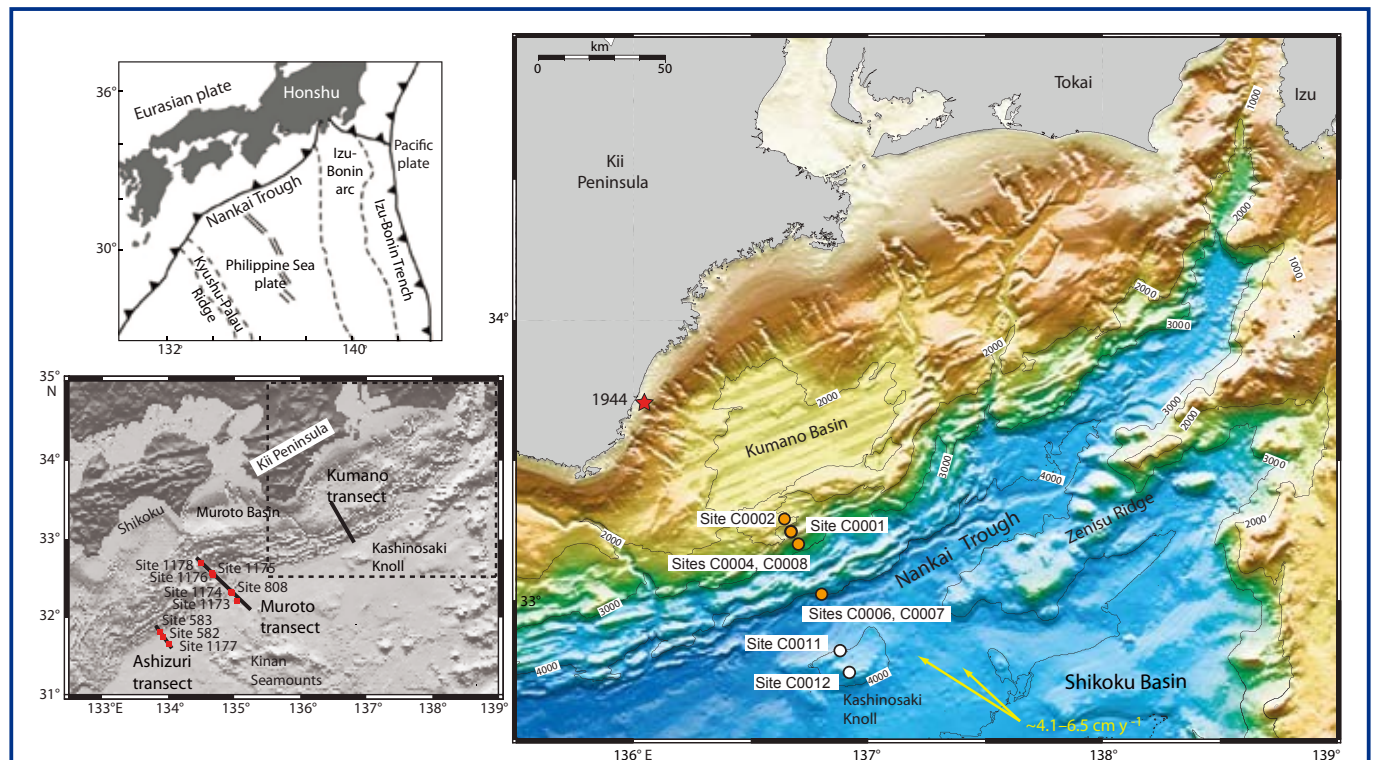 36°
30°
132
140
Eurasian plate
Honshu
Pacific
plate
Izu-
Bonin
arc
Nankai Trough
Izu-Bonin Trench
Philippine Sea
plate
Kyushu-Palau
Ridge
35°
N
34°
33°
32°
31°
133°E
134°
135°
136°
137°
138°
139°
Kii Peninsula
Kumano
transect
Shikoku
Muroto Basin
Kashinosaki
Knoll
Site 1178
Site 1175
Site 1176
Site 808
Site 1174
Site 1173
Muroto
transect
Site 583
Site 582
Site 1177
Ashizuri
transect
Kinan
Seamounts
km
0
50
Tokai
Izu
Kii
Peninsula
1000
2000
1000
2000
3000
2000
3000
2000
3000
34°
1944
2000
Kumano Basin
3000
4000
2000
3000
Zenisu Ridge
Nankai Trough
Site C0002
Site C0001
2000
Sites C0004, C0008
33°
3000
Sites C0006, C0007
Site C0011
4000
Site C0012
4000
Kashinosaki
Knoll
Shikoku Basin
~4.1–6.5 cm y -1
136° E
137°
138°
139°